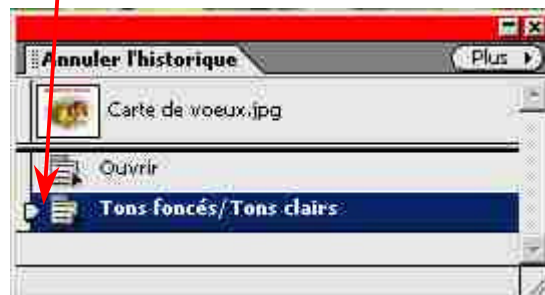 Annuler l'historique
Plus
Carte de voeux.jpg
Ouvrir
Tons foncés/Tons clairs